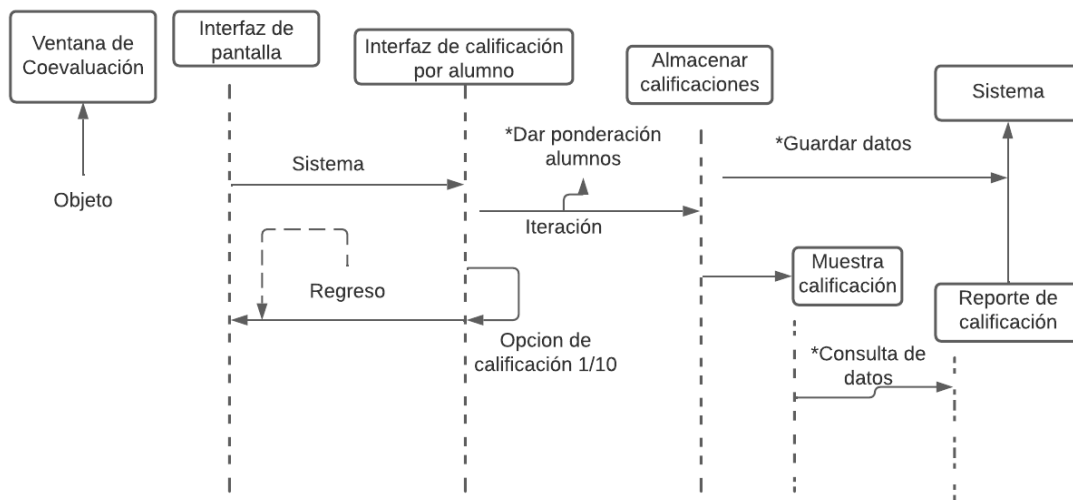 Ventana de
Coevaluación
Interfaz de
pantalla
Interfaz de calificación
por alumno
Almacenar
calificaciones
Sistema
*Dar ponderación
alumnos
*Guardar datos
Sistema
Objeto
Iteración
Muestra
calificación
Regreso
Reporte de
calificación
Opcion de
calificación 1/10
*Consulta de
datos